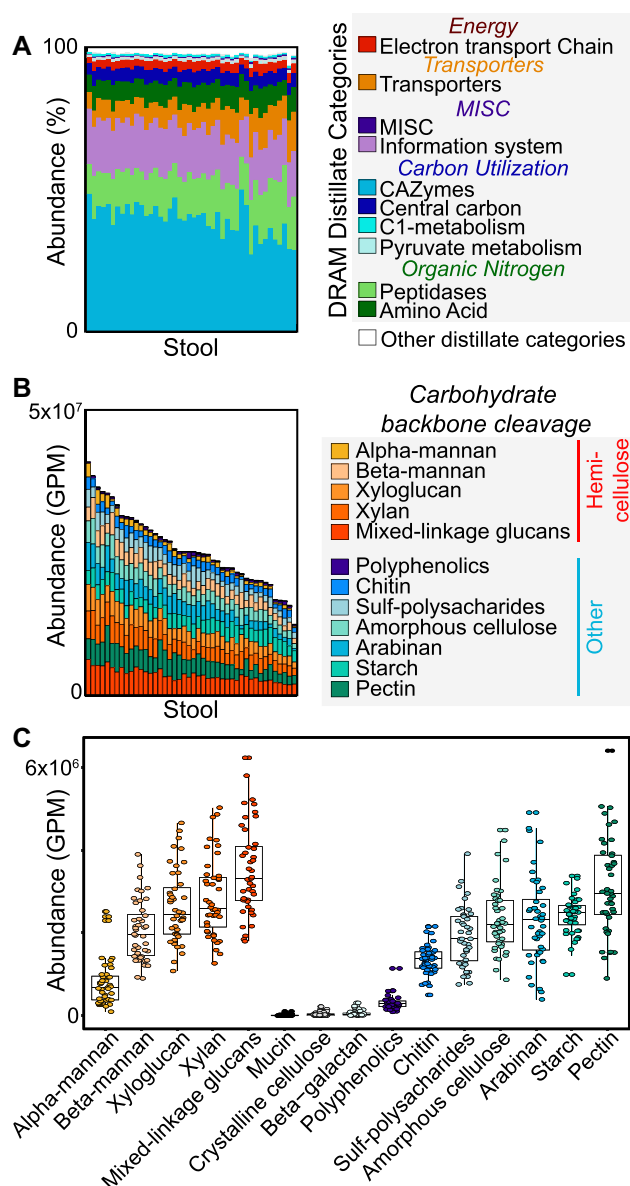 A
100
Abundance (%)
0
Stool
DRAM Distillate Categories
Energy
Electron transport Chain
Transporters
Transporters
MISC
MISC
Information system
Carbon Utilization
CAZymes
Central carbon
C1-metabolism
Pyruvate metabolism
Organic Nitrogen
Peptidases
Amino Acid
Other distillate categories
B
5x10⁷
Abundance (GPM)
0
Stool
Carbohydrate
backbone cleavage
Alpha-mannan
Beta-mannan
Xyloglucan
Xylan
Mixed-linkage glucans
Hemi-
cellulose
Polyphenolics
Chitin
Sulf-polysacharides
Amorphous cellulose
Arabinan
Starch
Pectin
Other
C
6x10⁶
Abundance (GPM)
0
Alpha-mannan
Beta-mannan
Xyloglucan
Xylan
Mixed-linkage glucans
Mucin
Crystalline cellulose
Beta-galactan
Polyphenolics
Chitin
Sulf-polysacharides
Amorphous cellulose
Arabinan
Starch
Pectin